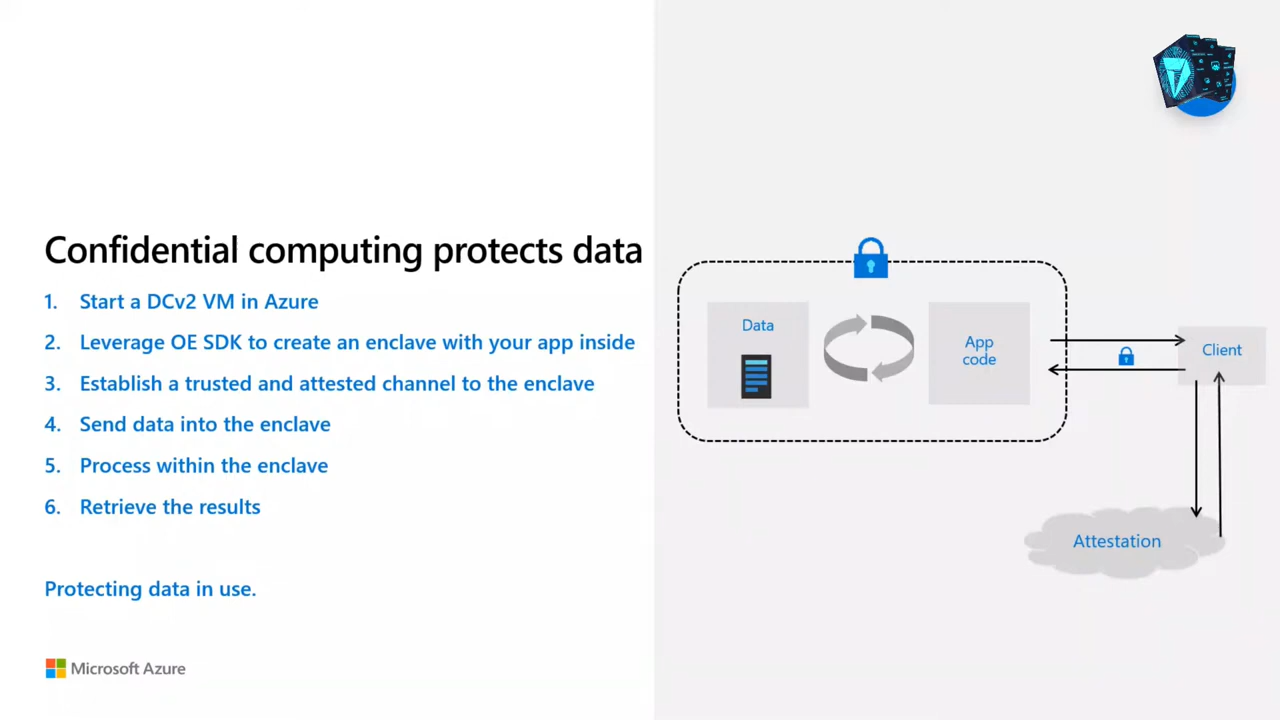 Confidential computing protects data
1. Start a DCv2 VM in Azure
2. Leverage OE SDK to create an enclave with your app inside
3. Establish a trusted and attested channel to the enclave
4. Send data into the enclave
5. Process within the enclave
6. Retrieve the results
Protecting data in use.
Microsoft Azure
Data
App
code
Client
Attestation